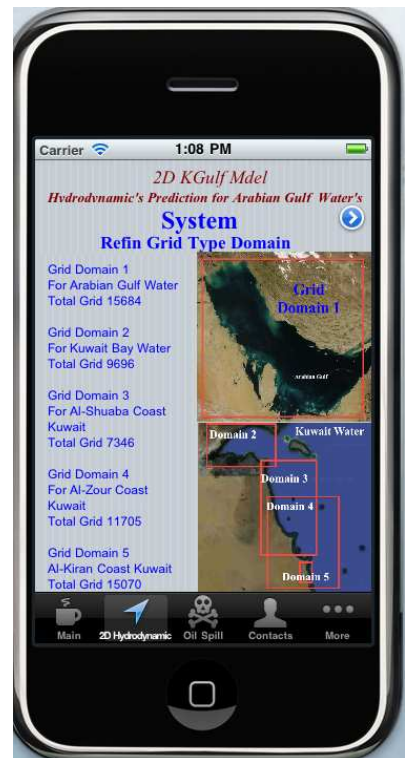 Carrier 1:08 PM
2D KGulf Mdel
Hydrodynamic's Prediction for Arabian Gulf Water's
System
Refin Grid Type Domain
Grid Domain 1
For Arabian Gulf Water
Total Grid 15684
Grid Domain 2
For Kuwait Bay Water
Total Grid 9696
Grid Domain 3
For Al-Shuaba Coast
Kuwait
Total Grid 7346
Grid Domain 4
For Al-Zour Coast
Kuwait
Total Grid 11705
Grid Domain 5
Al-Kiran Coast Kuwait
Total Grid 15070
Grid
Domain 1
Arabian Gulf
Domain 2
Kuwait Water
Domain 3
Domain 4
Domain 5
Main
2D Hydrodynamic
Oil Spill
Contacts
More